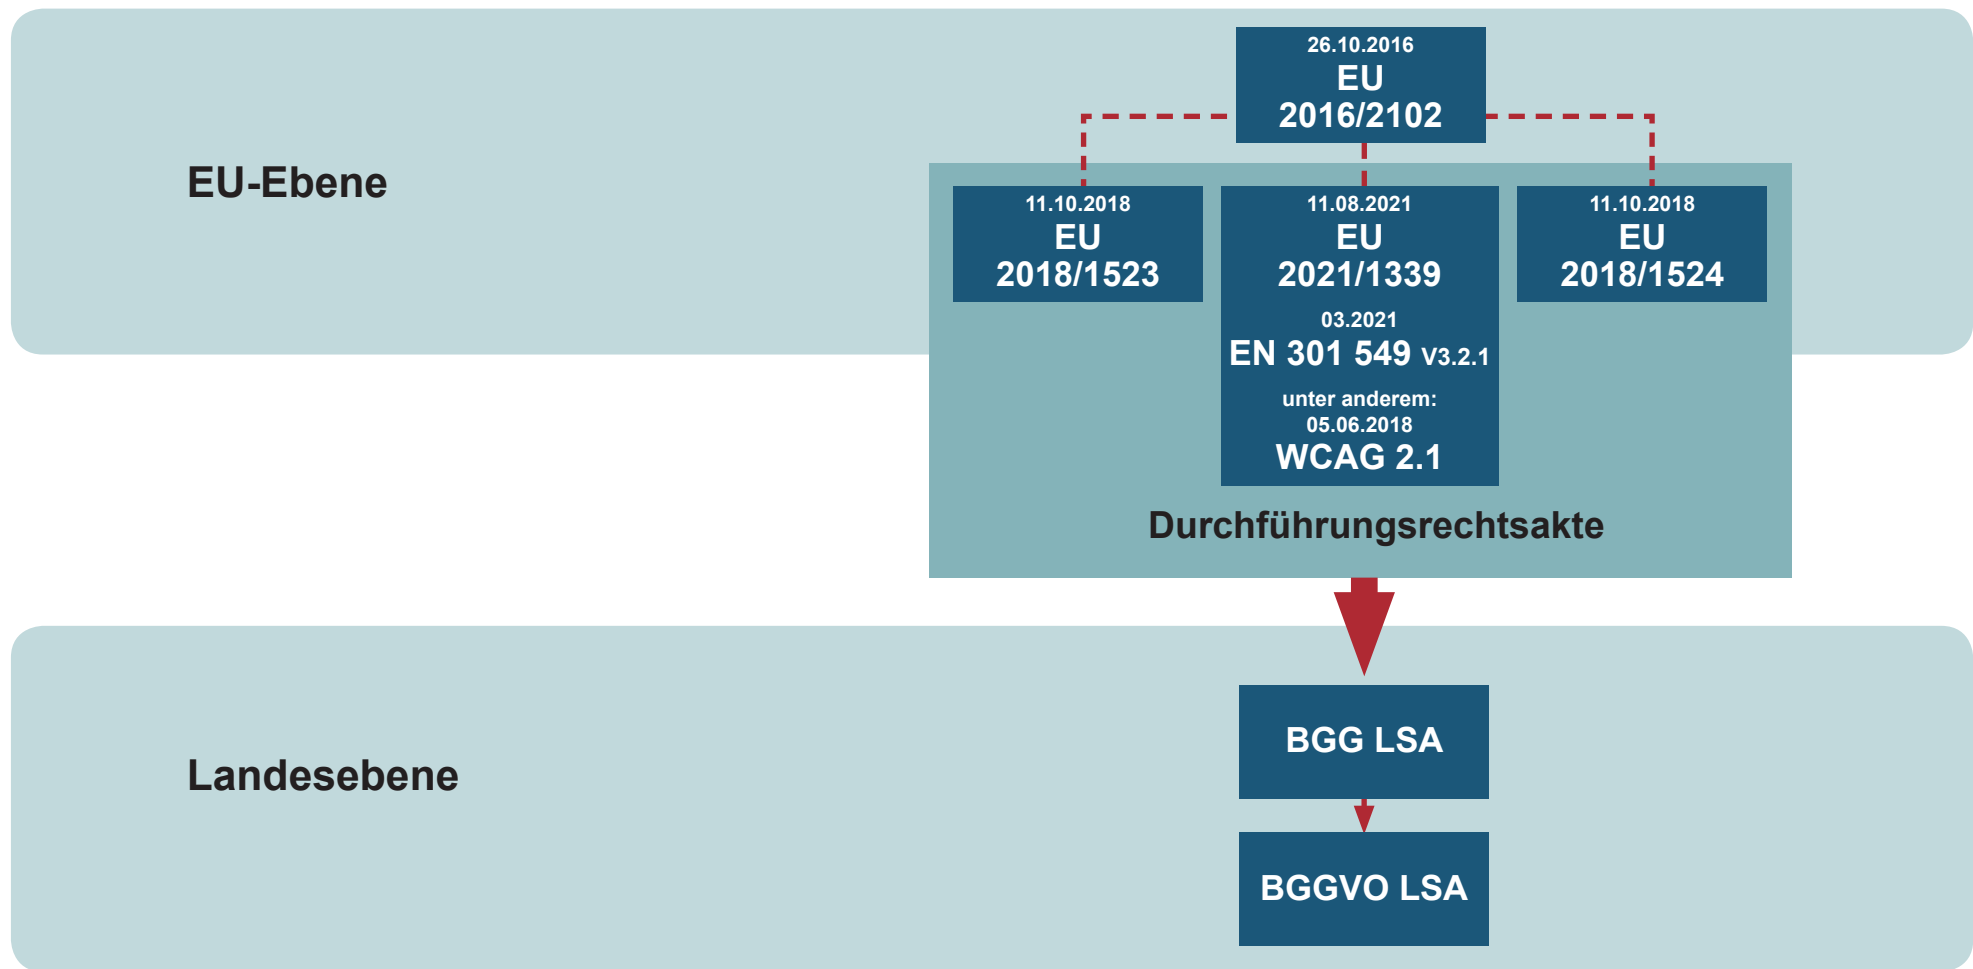 EU-Ebene
26.10.2016
EU
2016/2102
11.10.2018
EU
2018/1523
11.08.2021
EU
2021/1339
03.2021
EN 301 549 V3.2.1
unter anderem:
05.06.2018
WCAG 2.1
11.10.2018
EU
2018/1524
Durchführungsrechtsakte
Landesebene
BGG LSA
BGGVO LSA